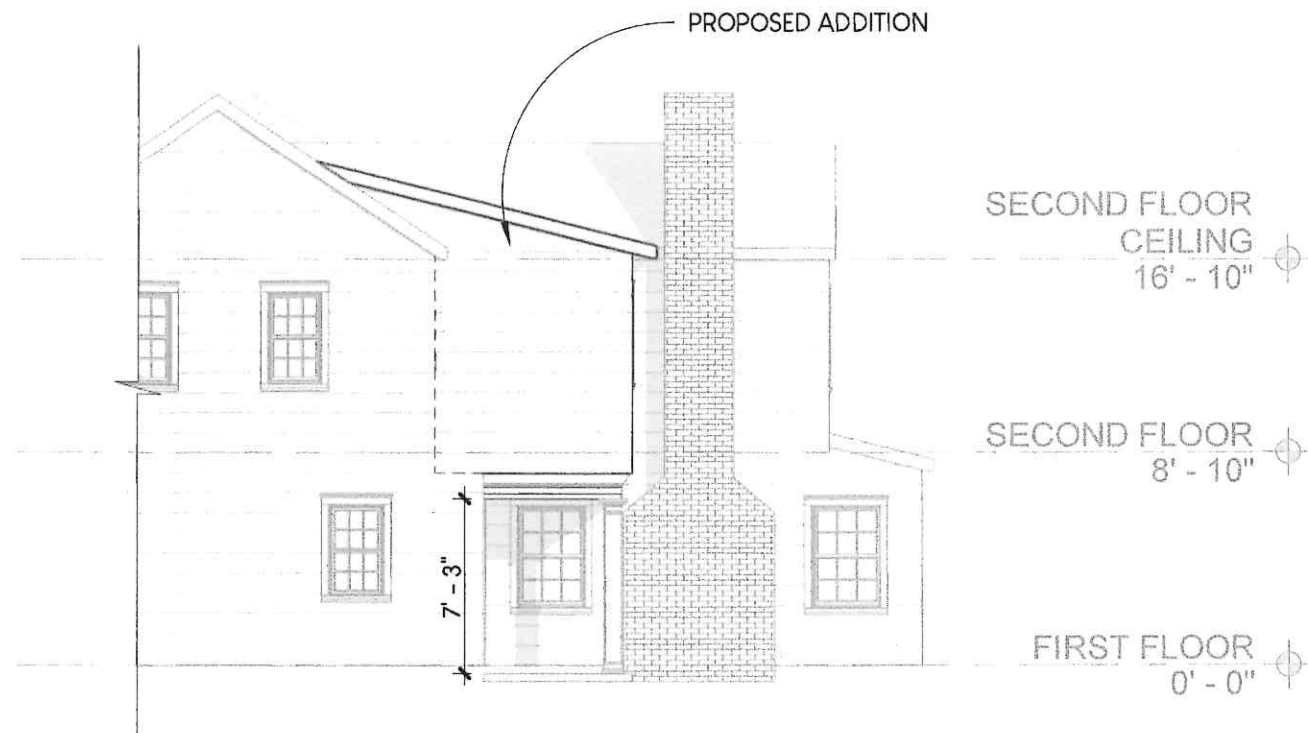 PROPOSED ADDITION
SECOND FLOOR
CEILING
16' - 10"
SECOND FLOOR
8' - 10"
7' - 3"
FIRST FLOOR
0' - 0"